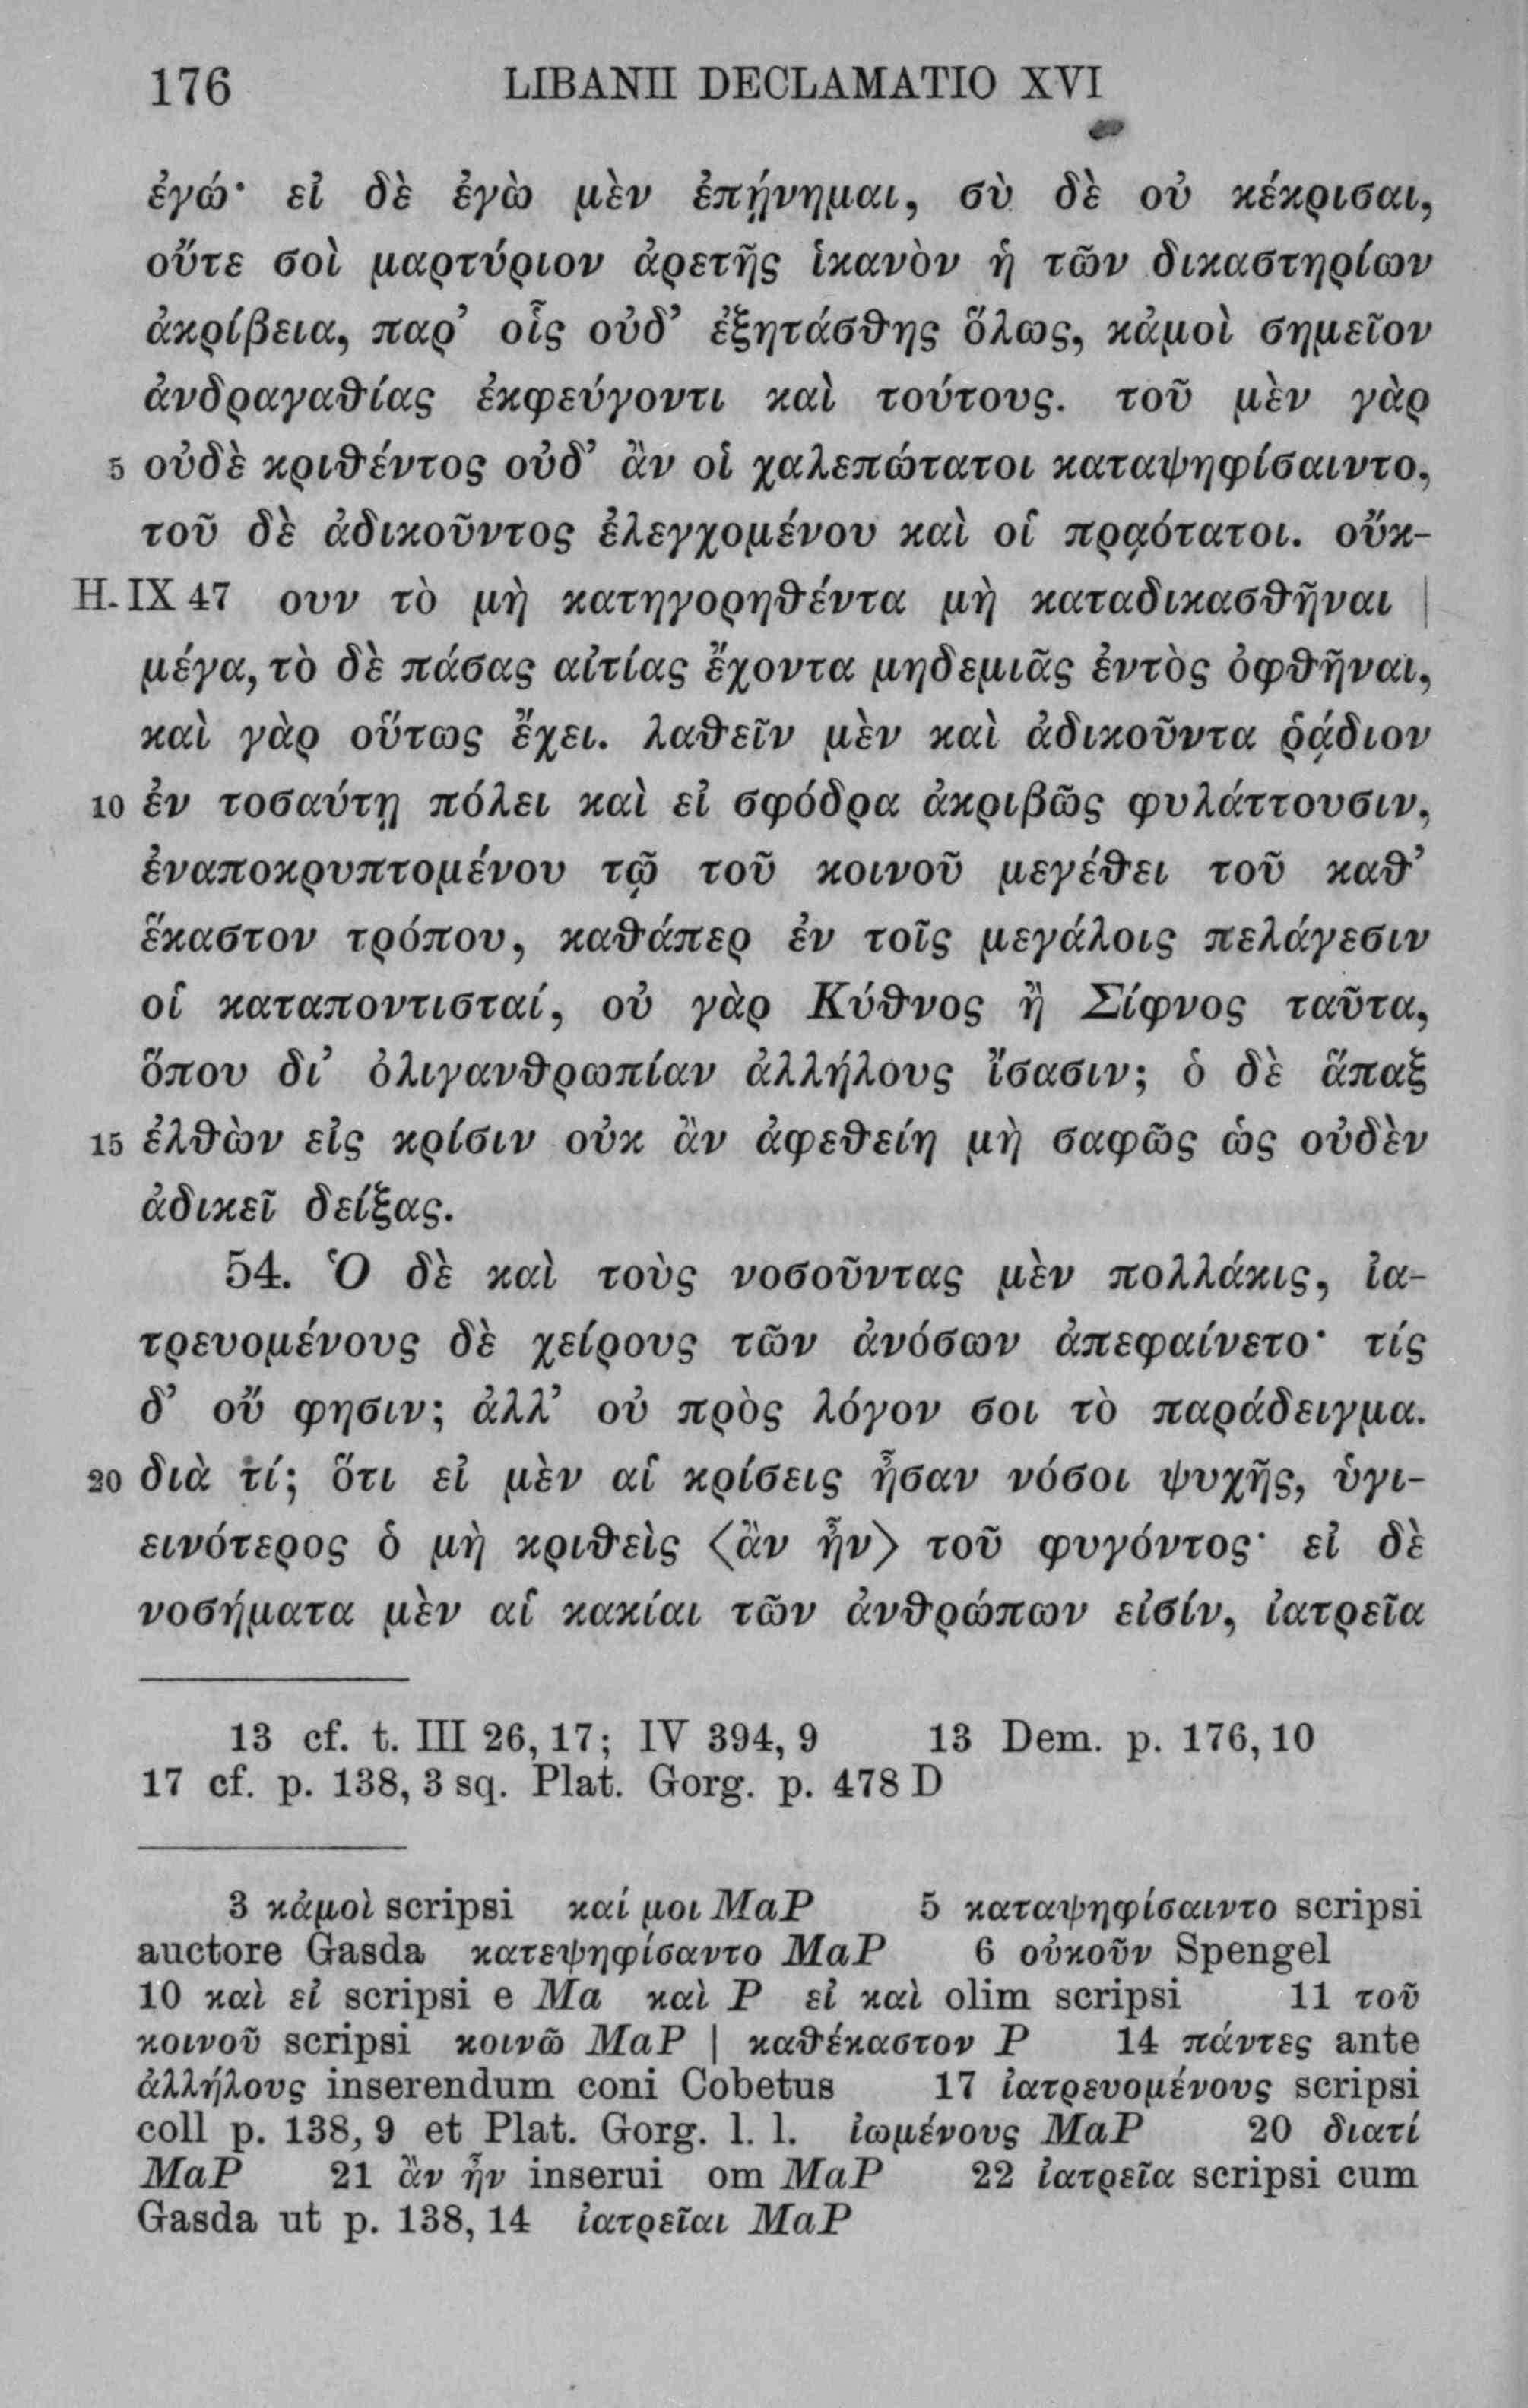 176 LIBANII DECLAMATIO XVI
ἐγώ· εἰ δὲ ἐγὼ μὲν ἐπῄνημαι, σὺ δὲ οὐ κέκρισαι,
οὔτε σοὶ μαρτύριον ἀρετῆς ἱκανὸν ἡ τῶν δικαστηρίων
ἀκρίβεια, παρ’ οἷς οὐδ’ ἐξητάσθης ὅλως, κἀμοὶ σημεῖον
ἀνδραγαθίας ἐκφεύγοντι καὶ τούτους. τοῦ μὲν γὰρ
5 οὐδὲ κριθέντος οὐδ’ ἂν οἱ χαλεπώτατοι καταψηφίσαιντο,
τοῦ δὲ ἀδικοῦντος ἐλεγχομένου καὶ οἱ πρᾳότατοι. οὔκ-
H. IX 47 ουν τὸ μὴ κατηγορηθέντα μὴ καταδικασθῆναι |
μέγα, τὸ δὲ πάσας αἰτίας ἔχοντα μηδεμιᾶς ἐντὸς ὀφθῆναι,
καὶ γὰρ οὕτως ἔχει. λαθεῖν μὲν καὶ ἀδικοῦντα ῥᾴδιον
10 ἐν τοσαύτῃ πόλει καὶ εἰ σφόδρα ἀκριβῶς φυλάττουσιν,
ἐναποκρυπτομένου τῷ τοῦ κοινοῦ μεγέθει τοῦ καθ’
ἕκαστον τρόπου, καθάπερ ἐν τοῖς μεγάλοις πελάγεσιν
οἱ καταποντισταί, οὐ γὰρ Κύθνος ἢ Σίφνος ταῦτα,
ὅπου δι’ ὀλιγανθρωπίαν ἀλλήλους ἴσασιν; ὁ δὲ ἅπαξ
15 ἐλθὼν εἰς κρίσιν οὐκ ἂν ἀφεθείη μὴ σαφῶς ὡς οὐδὲν
ἀδικεῖ δείξας.
54. Ὁ δὲ καὶ τοὺς νοσοῦντας μὲν πολλάκις, ἰα-
τρευομένους δὲ χείρους τῶν ἀνόσων ἀπεφαίνετο· τίς
δ’ οὔ φησιν; ἀλλ’ οὐ πρὸς λόγον σοι τὸ παράδειγμα.
20 διὰ τί; ὅτι εἰ μὲν αἱ κρίσεις ἦσαν νόσοι ψυχῆς, ὑγι-
εινότερος ὁ μὴ κριθεὶς ⟨ἂν ἦν⟩ τοῦ φυγόντος· εἰ δὲ
νοσήματα μὲν αἱ κακίαι τῶν ἀνθρώπων εἰσίν, ἰατρεῖα
13 cf. t. III 26, 17; IV 394, 9 13 Dem. p. 176, 10
17 cf. p. 138, 3 sq. Plat. Gorg. p. 478 D
3 κἀμοὶ scripsi καί μοι MaP 5 καταψηφίσαιντο scripsi
auctore Gasda κατεψηφίσαντο MaP 6 οὐκοῦν Spengel
10 καὶ εἰ scripsi e Ma καὶ P εἰ καὶ olim scripsi 11 τοῦ
κοινοῦ scripsi κοινῶ MaP | καθέκαστον P 14 πάντες ante
ἀλλήλους inserendum coni Cobetus 17 ἰατρευομένους scripsi
coll p. 138, 9 et Plat. Gorg. l. l. ἰωμένους MaP 20 διατί
MaP 21 ἂν ἦν inserui om MaP 22 ἰατρεῖα scripsi cum
Gasda ut p. 138, 14 ἰατρεῖαι MaP